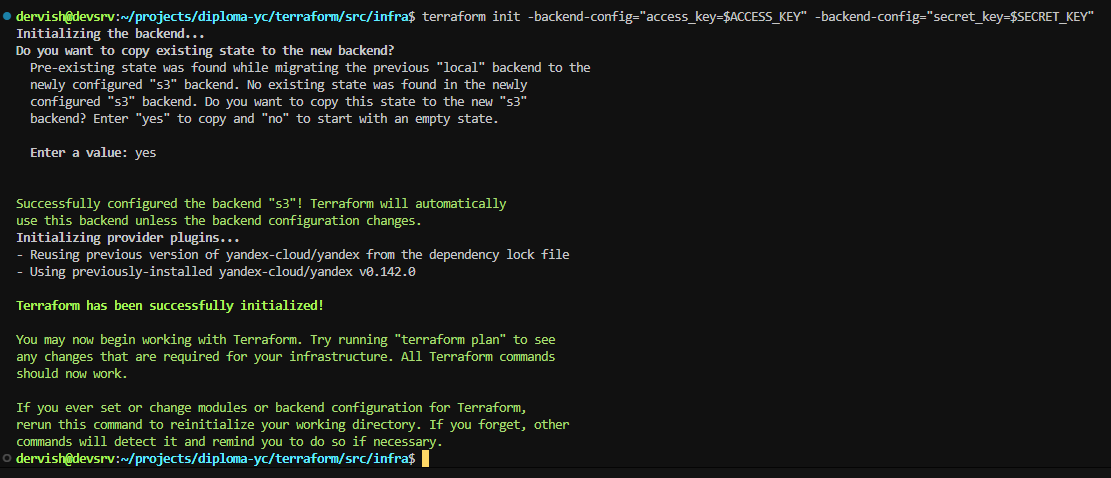 dervish@devsrv:~/projects/diploma-yc/terraform/src/infra$ terraform init -backend-config="access_key=$ACCESS_KEY" -backend-config="secret_key=$SECRET_KEY"
Initializing the backend...
Do you want to copy existing state to the new backend?
  Pre-existing state was found while migrating the previous "local" backend to the
  newly configured "s3" backend. No existing state was found in the newly
  configured "s3" backend. Do you want to copy this state to the new "s3"
  backend? Enter "yes" to copy and "no" to start with an empty state.

  Enter a value: yes

Successfully configured the backend "s3"! Terraform will automatically
use this backend unless the backend configuration changes.
Initializing provider plugins...
- Reusing previous version of yandex-cloud/yandex from the dependency lock file
- Using previously-installed yandex-cloud/yandex v0.142.0

Terraform has been successfully initialized!

You may now begin working with Terraform. Try running "terraform plan" to see
any changes that are required for your infrastructure. All Terraform commands
should now work.

If you ever set or change modules or backend configuration for Terraform,
rerun this command to reinitialize your working directory. If you forget, other
commands will detect it and remind you to do so if necessary.
dervish@devsrv:~/projects/diploma-yc/terraform/src/infra$